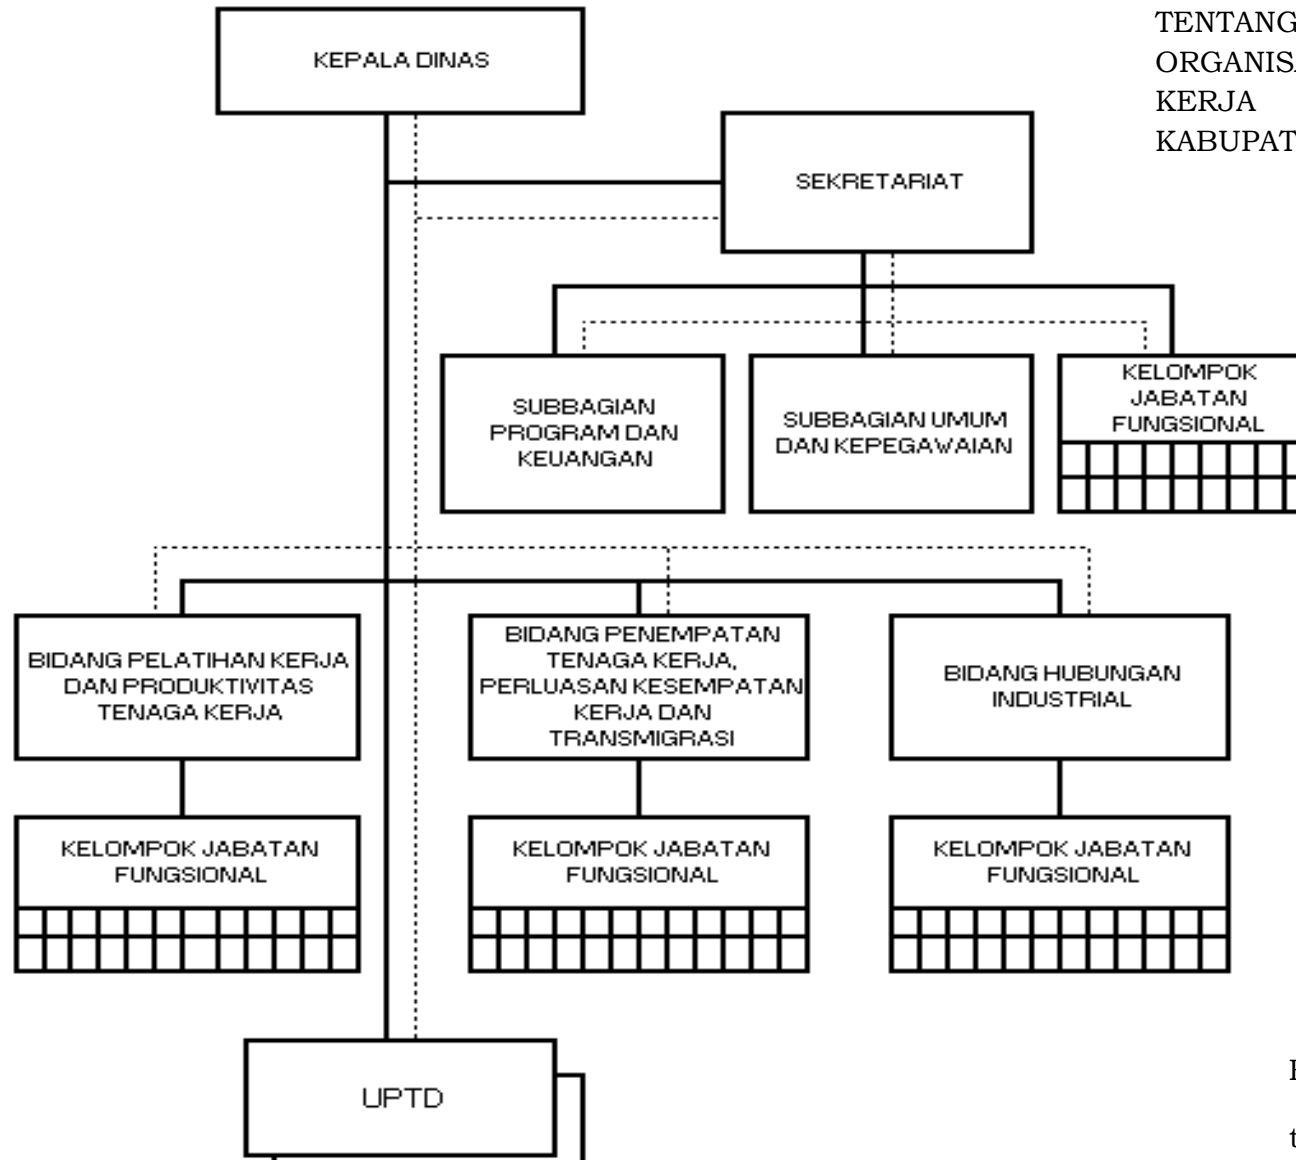 TENTANG
KERJA
KEPALA DINAS
SEKRETARIAT
SUBBAGIAN
PROGRAM DAN
KEUANGAN
SUBBAGIAN UMUM
DAN KEPEGAWAIAN
KELOMPOK
JABATAN
FUNGSIONAL
BIDANG PELATIHAN KERJA
DAN PRODUKTIVITAS
TENAGA KERJA
BIDANG PENEMPATAN
TENAGA KERJA,
PERLUASAN KESEMPATAN
KERJA DAN
TRANSMIGRASI
BIDANG HUBUNGAN
INDUSTRIAL
KELOMPOK JABATAN
FUNGSIONAL
KELOMPOK JABATAN
FUNGSIONAL
KELOMPOK JABATAN
FUNGSIONAL
UPTD